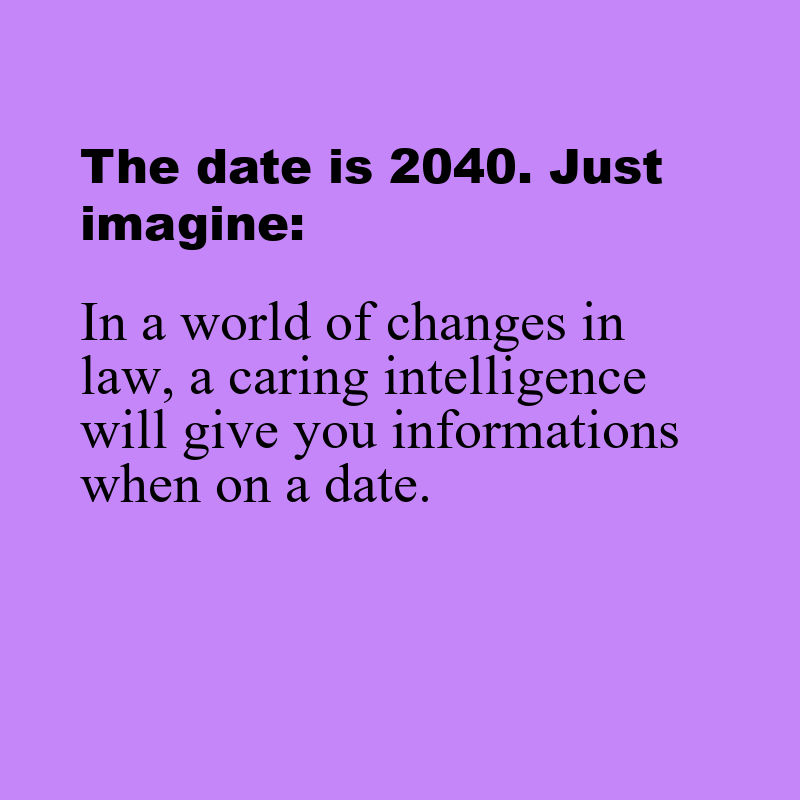 The date is 2040. Just
imagine:
In a world of changes in
law, a caring intelligence
will give you informations
when on a date.